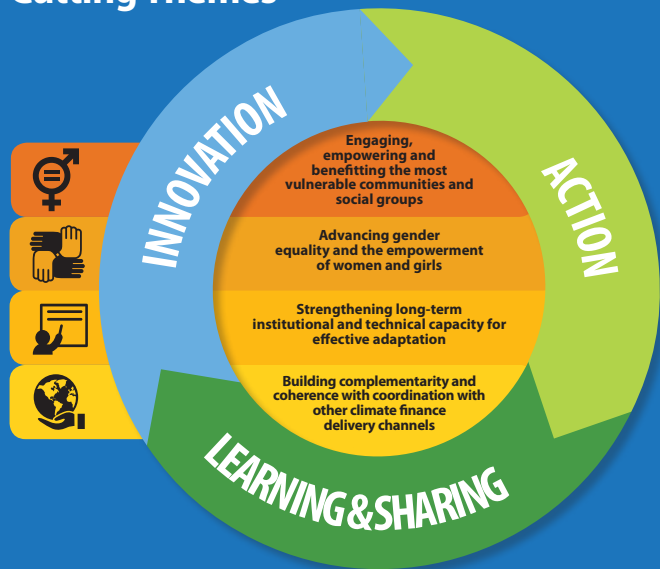 Cutting Themes
INNOVATION
ACTION
Engaging,
empowering and
benefitting the most
vulnerable communities and
social groups
Advancing gender
equality and the empowerment
of women and girls
Strengthening long-term
institutional and technical capacity for
effective adaptation
Building complementarity and
coherence with coordination with
other climate finance
delivery channels
LEARNING & SHARING